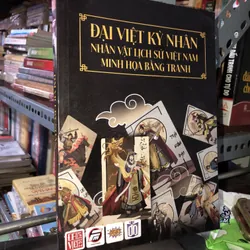 ĐẠI VIỆT KỲ NHÂN
NHÂN VẬT LỊCH SỬ VIỆT NAM
MINH HỌA BẰNG TRANH